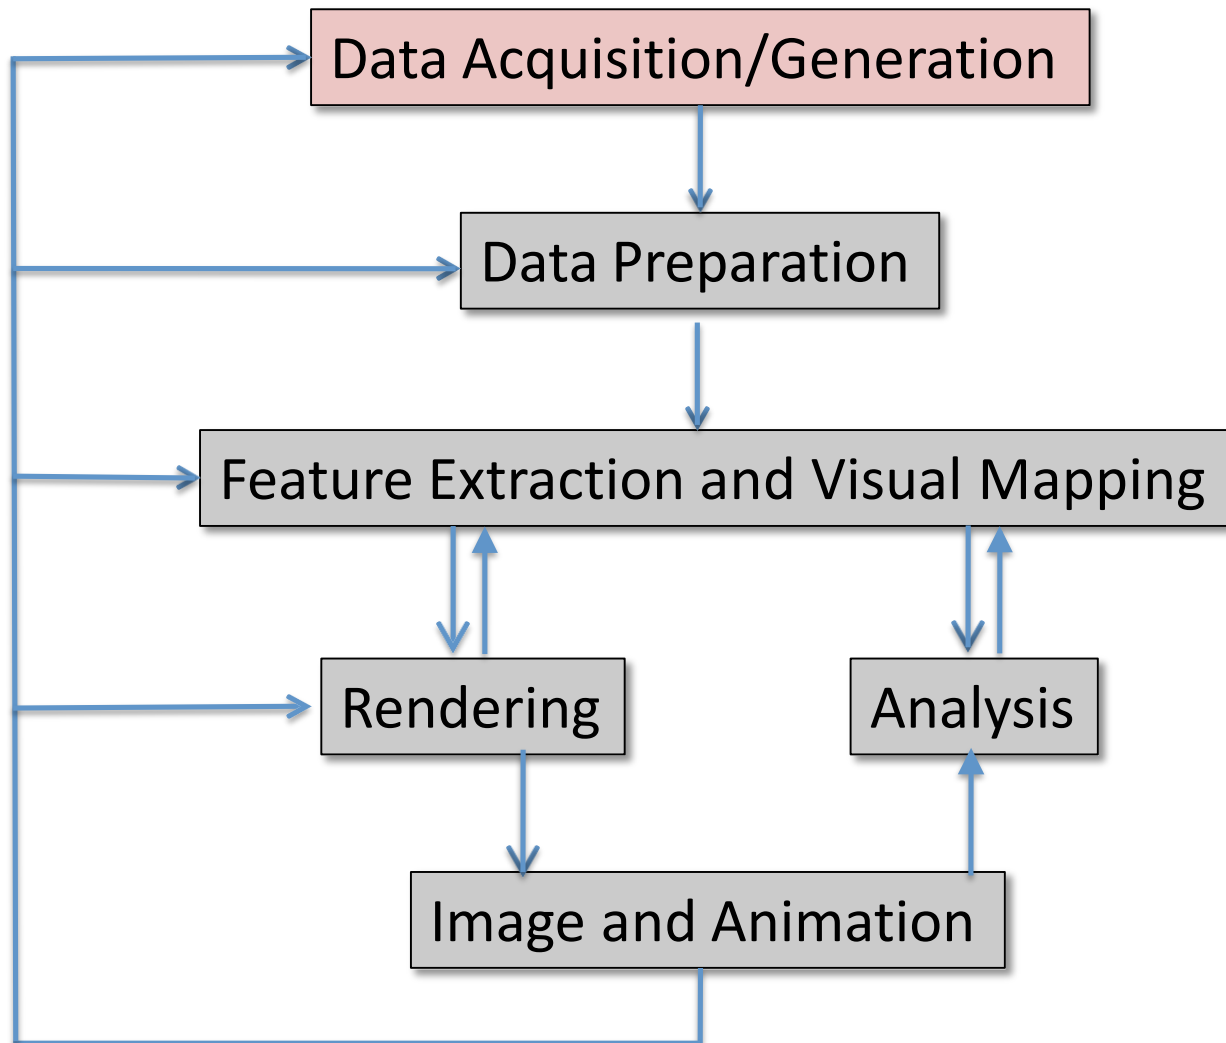 Data Acquisition/Generation
Data Preparation
Feature Extraction and Visual Mapping
Rendering
Analysis
Image and Animation